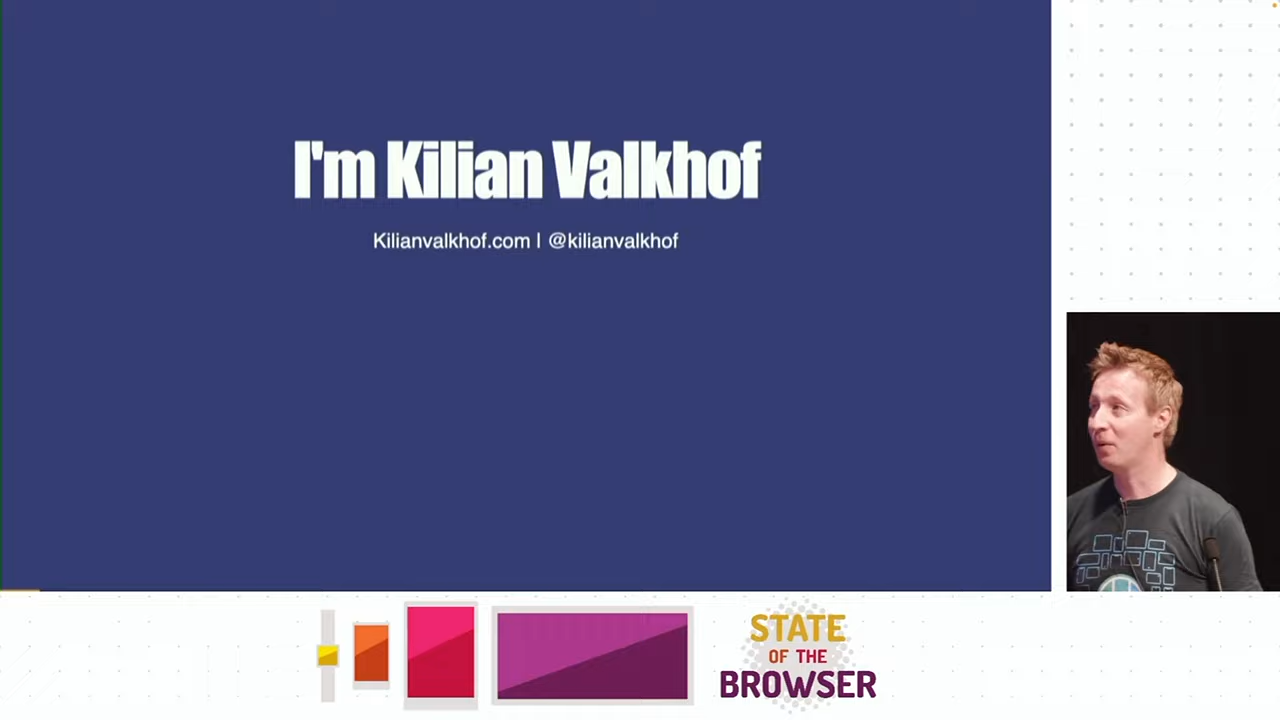 I'm Kilian Valkhof
Kilianvalkhof.com | @kilianvalkhof
STATE
OF THE
BROWSER